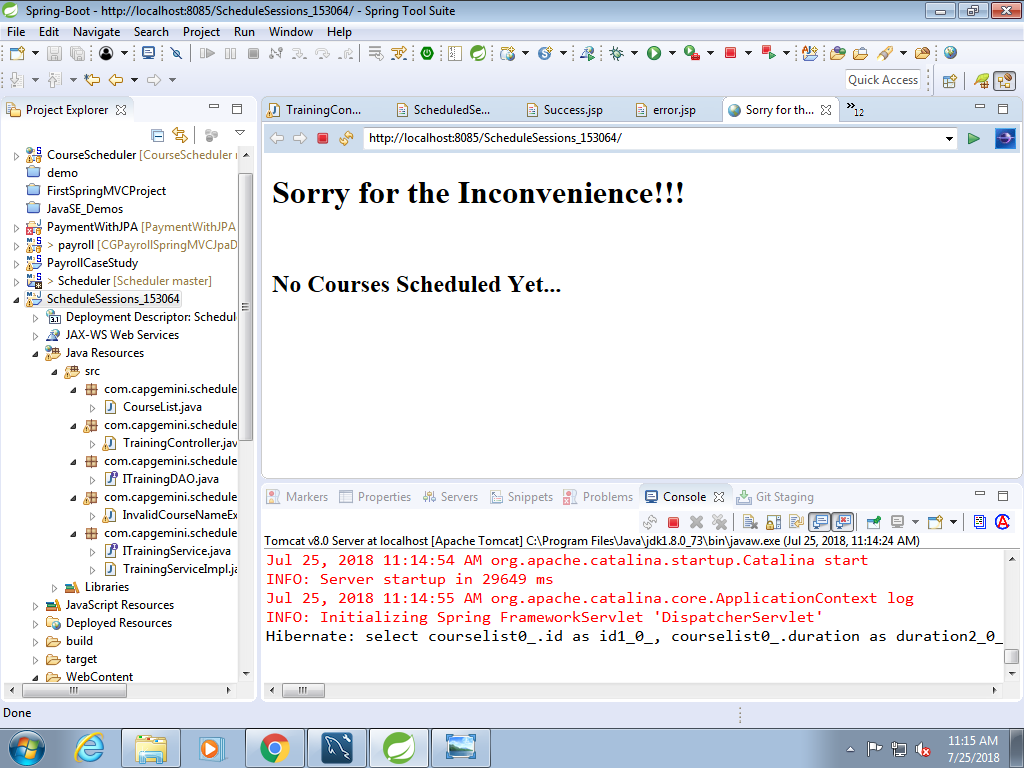 Spring-Boot - http://localhost:8085/ScheduleSessions_153064/ - Spring Tool Suite
File Edit Navigate Search Project Run Window Help
Quick Access
Project Explorer
CourseScheduler [CourseScheduler
demo
FirstSpringMVCProject
JavaSE_Demos
PaymentWithJPA [PaymentWithJPA
> payroll [CGPayrollSpringMVCJpaD
PayrollCaseStudy
> Scheduler [Scheduler master]
ScheduleSessions_153064
Deployment Descriptor: Schedul
JAX-WS Web Services
Java Resources
src
com.capgemini.schedule
CourseList.java
com.capgemini.schedule
TrainingController.jav
com.capgemini.schedule
ITrainingDAO.java
com.capgemini.schedule
InvalidCourseNameEx
com.capgemini.schedule
ITrainingService.java
TrainingServiceImpl.ja
Libraries
JavaScript Resources
Deployed Resources
build
target
WebContent
TrainingCon... ScheduledSe... Success.jsp error.jsp Sorry for th... »12
http://localhost:8085/ScheduleSessions_153064/
Sorry for the Inconvenience!!!
No Courses Scheduled Yet...
Markers Properties Servers Snippets Problems Console Git Staging
Tomcat v8.0 Server at localhost [Apache Tomcat] C:\Program Files\Java\jdk1.8.0_73\bin\javaw.exe (Jul 25, 2018, 11:14:24 AM)
Jul 25, 2018 11:14:54 AM org.apache.catalina.startup.Catalina start
INFO: Server startup in 29649 ms
Jul 25, 2018 11:14:55 AM org.apache.catalina.core.ApplicationContext log
INFO: Initializing Spring FrameworkServlet 'DispatcherServlet'
Hibernate: select courselist0_.id as id1_0_, courselist0_.duration as duration2_0_
Done
11:15 AM
7/25/2018